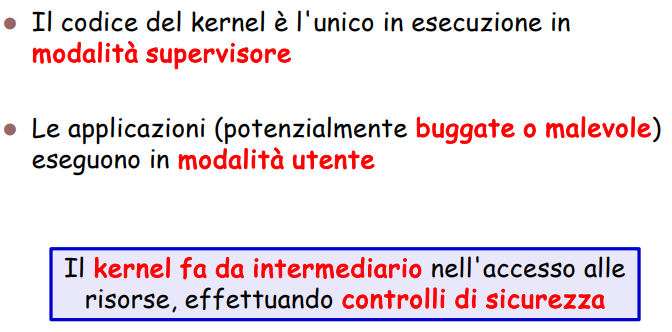 Il codice del kernel è l'unico in esecuzione in
modalità supervisore
Le applicazioni (potenzialmente buggate o malevole)
eseguono in modalità utente
Il kernel fa da intermediario nell'accesso alle
risorse, effettuando controlli di sicurezza